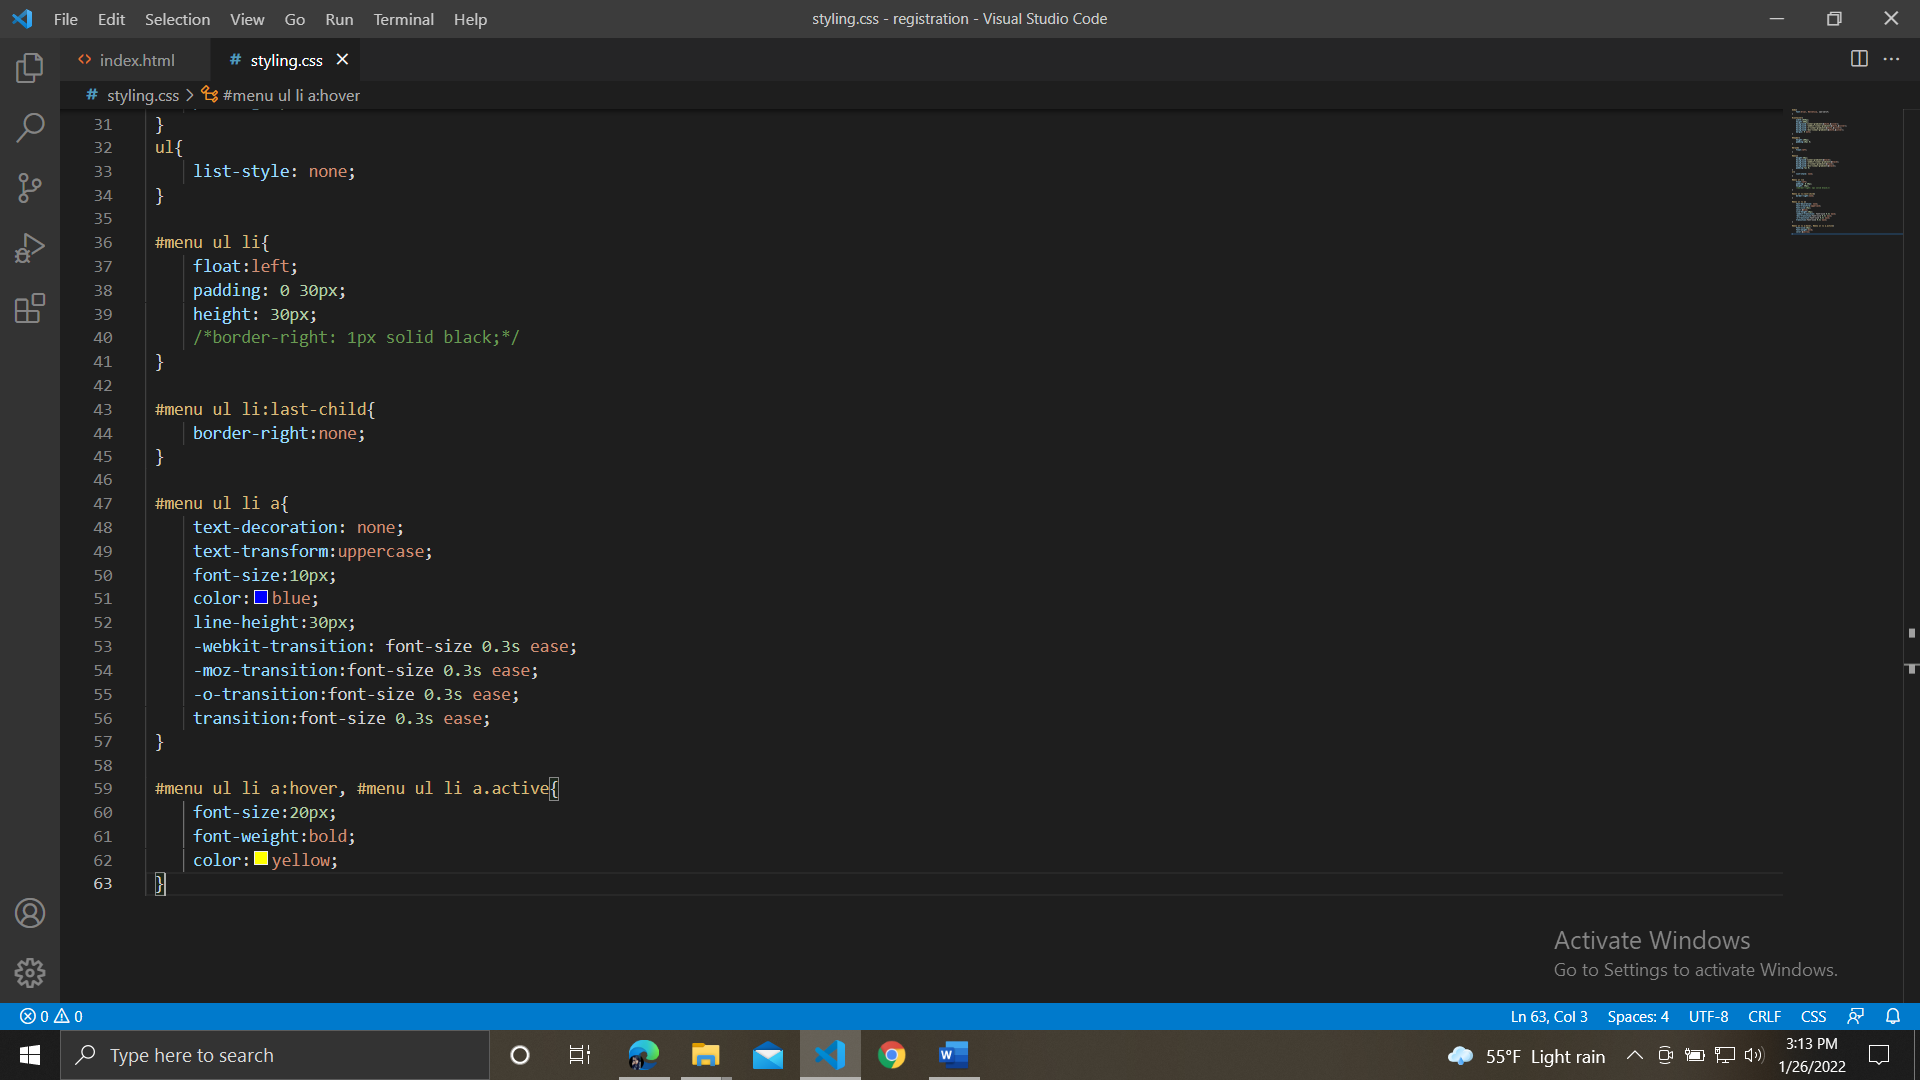 File Edit Selection View Go Run Terminal Help
styling.css - registration - Visual Studio Code
index.html
# styling.css
# styling.css > #menu ul li a:hover
31 }
32 ul{
33 list-style: none;
34 }
35
36 #menu ul li{
37 float:left;
38 padding: 0 30px;
39 height: 30px;
40 /*border-right: 1px solid black;*/
41 }
42
43 #menu ul li:last-child{
44 border-right:none;
45 }
46
47 #menu ul li a{
48 text-decoration: none;
49 text-transform:uppercase;
50 font-size:10px;
51 color:blue;
52 line-height:30px;
53 -webkit-transition: font-size 0.3s ease;
54 -moz-transition:font-size 0.3s ease;
55 -o-transition:font-size 0.3s ease;
56 transition:font-size 0.3s ease;
57 }
58
59 #menu ul li a:hover, #menu ul li a.active{
60 font-size:20px;
61 font-weight:bold;
62 color:yellow;
63 }
Activate Windows
Go to Settings to activate Windows.
0 0
Ln 63, Col 3 Spaces: 4 UTF-8 CRLF CSS
Type here to search
W
55°F Light rain
3:13 PM
1/26/2022